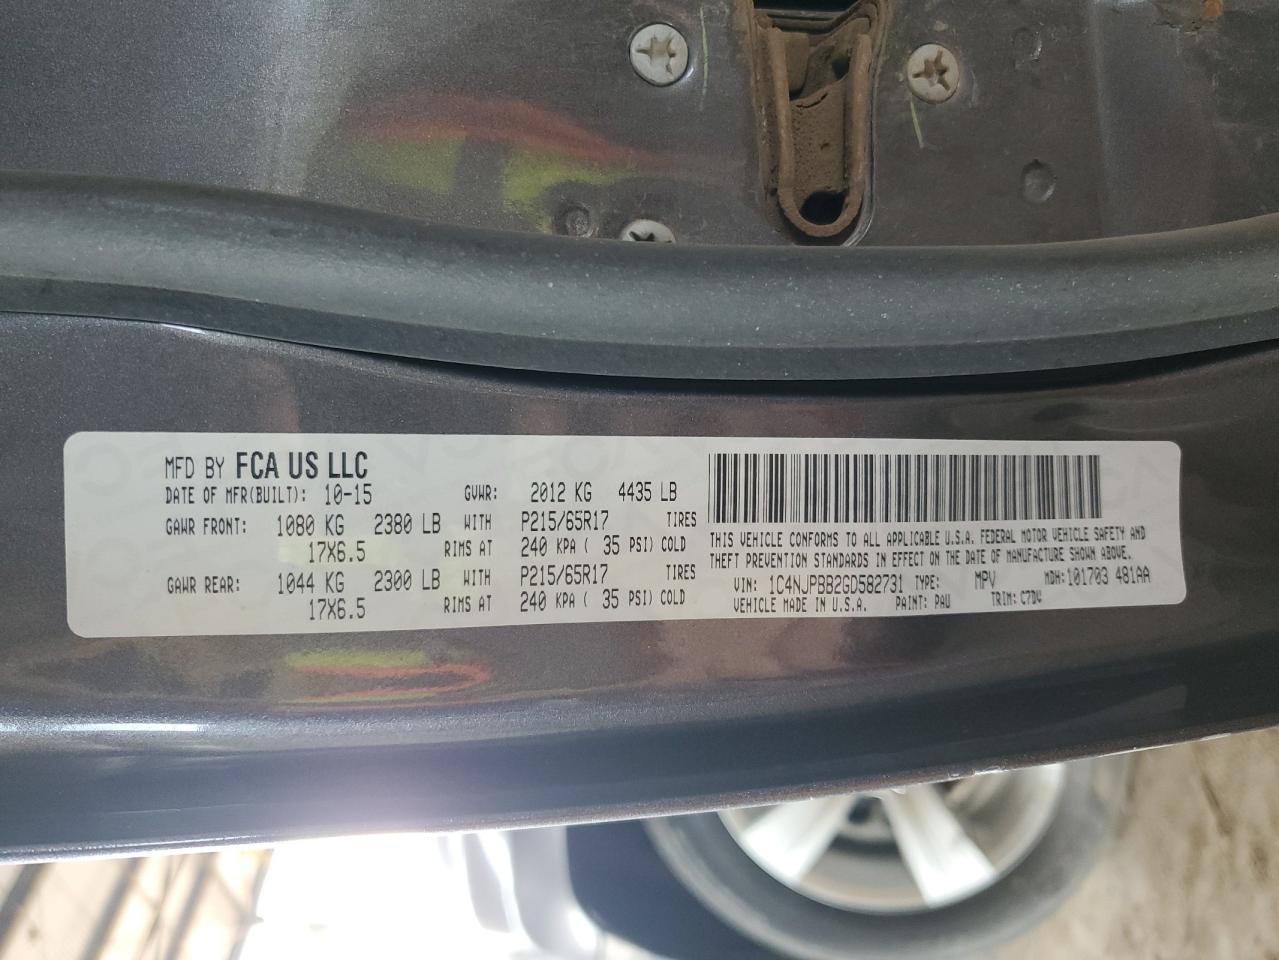 MFD BY FCA US LLC
DATE OF MFR(BUILT): 10-15 GVWR: 2012 KG 4435 LB
GAWR FRONT: 1080 KG 2380 LB WITH P215/65R17 TIRES
17X6.5 RIMS AT 240 KPA ( 35 PSI) COLD
GAWR REAR: 1044 KG 2300 LB WITH P215/65R17 TIRES
17X6.5 RIMS AT 240 KPA ( 35 PSI) COLD
THIS VEHICLE CONFORMS TO ALL APPLICABLE U.S.A. FEDERAL MOTOR VEHICLE SAFETY AND
THEFT PREVENTION STANDARDS IN EFFECT ON THE DATE OF MANUFACTURE SHOWN ABOVE.
VIN: 1C4NJPBB2GD582731 TYPE: MPV MDH:101703 481AA
VEHICLE MADE IN U.S.A. PAINT: PAU TRIM: C7DV